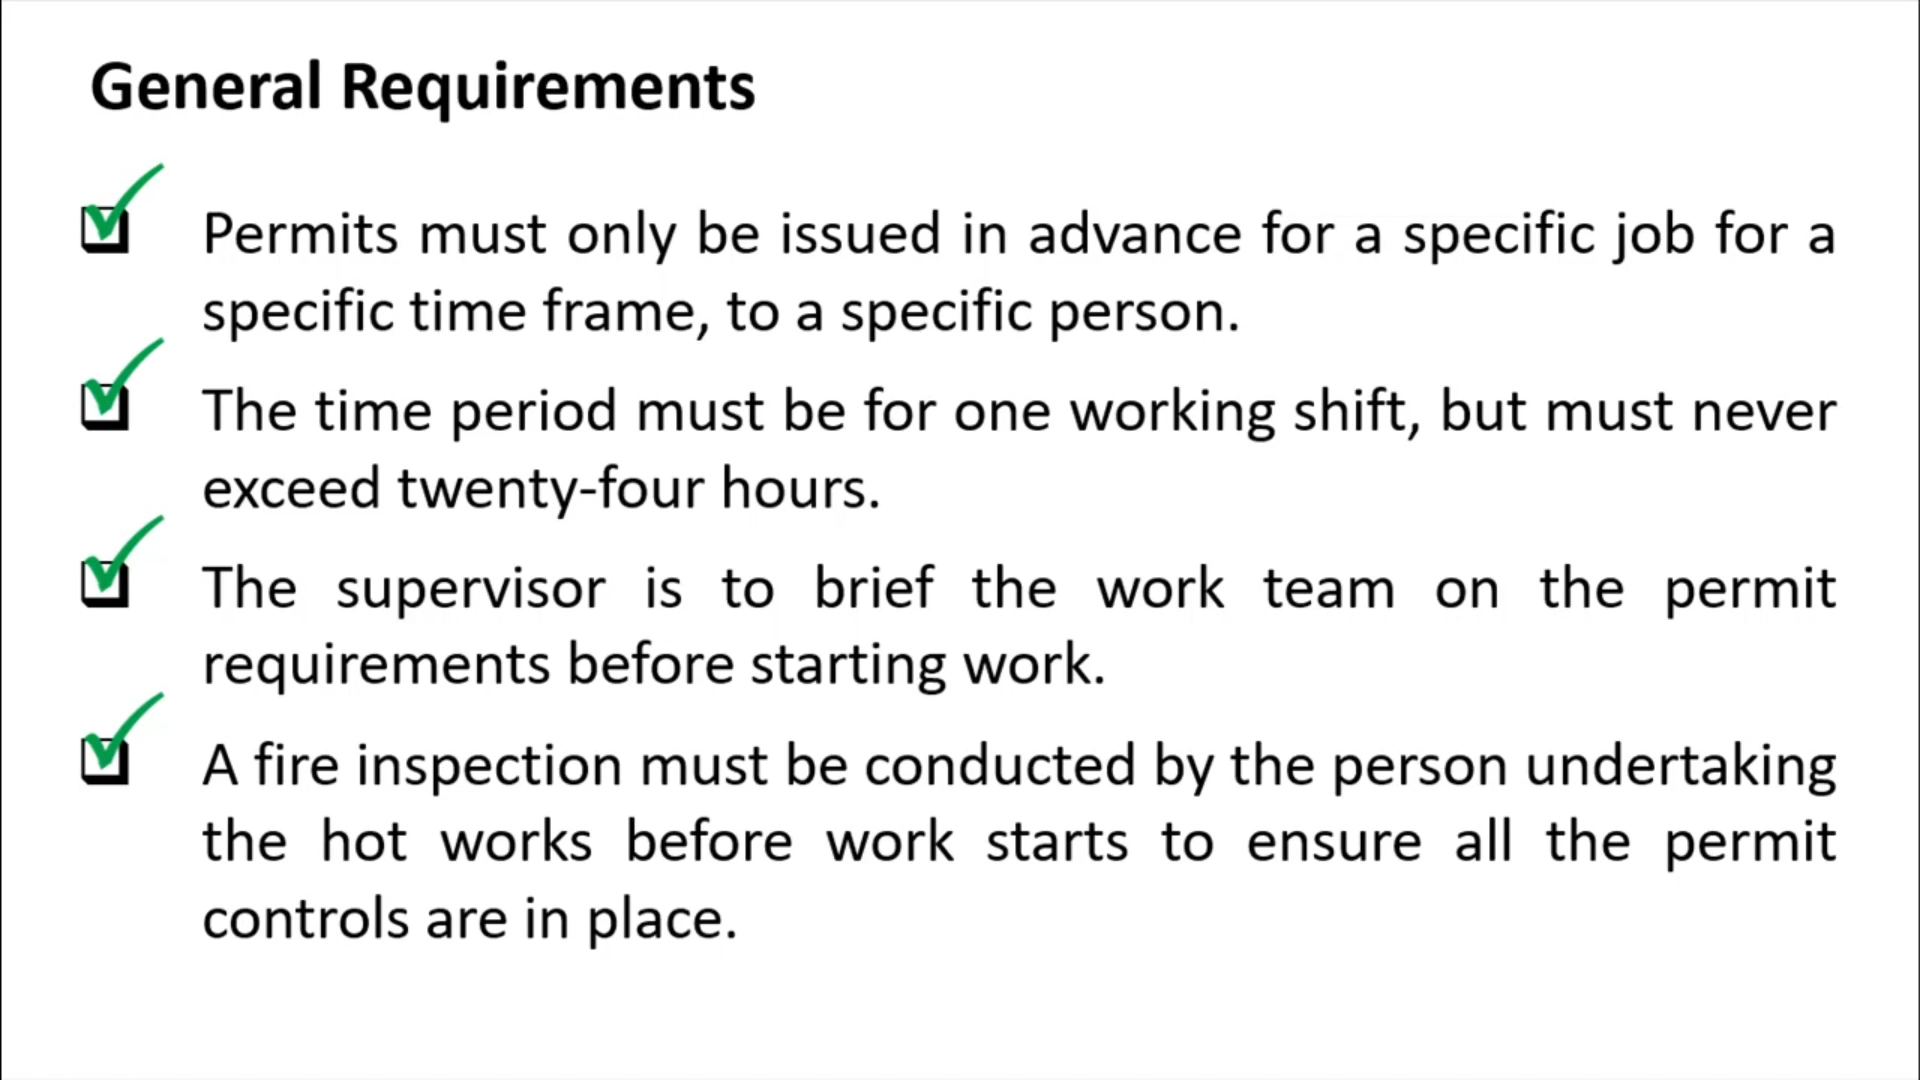 General Requirements
Permits must only be issued in advance for a specific job for a
specific time frame, to a specific person.
The time period must be for one working shift, but must never
exceed twenty-four hours.
The supervisor is to brief the work team on the permit
requirements before starting work.
A fire inspection must be conducted by the person undertaking
the hot works before work starts to ensure all the permit
controls are in place.